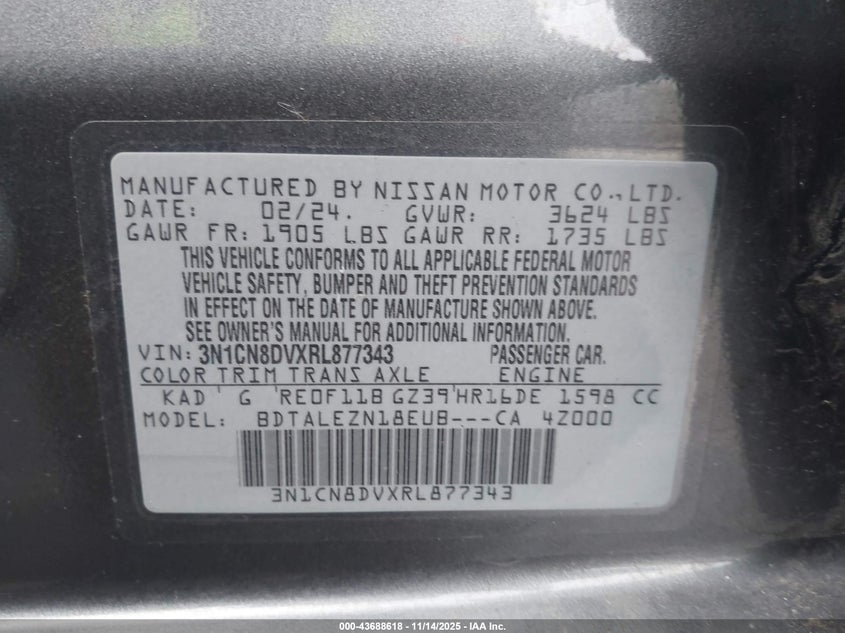 MANUFACTURED BY NISSAN MOTOR CO., LTD.
DATE: 02/24. GVWR: 3624 LBS
GAWR FR: 1905 LBS GAWR RR: 1735 LBS
THIS VEHICLE CONFORMS TO ALL APPLICABLE FEDERAL MOTOR
VEHICLE SAFETY, BUMPER AND THEFT PREVENTION STANDARDS
IN EFFECT ON THE DATE OF MANUFACTURE SHOWN ABOVE.
SEE OWNER'S MANUAL FOR ADDITIONAL INFORMATION.
VIN: 3N1CN8DVXRL877343 PASSENGER CAR.
COLOR TRIM TRANS AXLE ENGINE
KAD G RE0F11B GZ39 HR16DE 1598 CC
MODEL: BDTALEZN18EUB---CA 4Z000
3N1CN8DVXRL877343
000-43688618 - 11/14/2025 - IAA Inc.